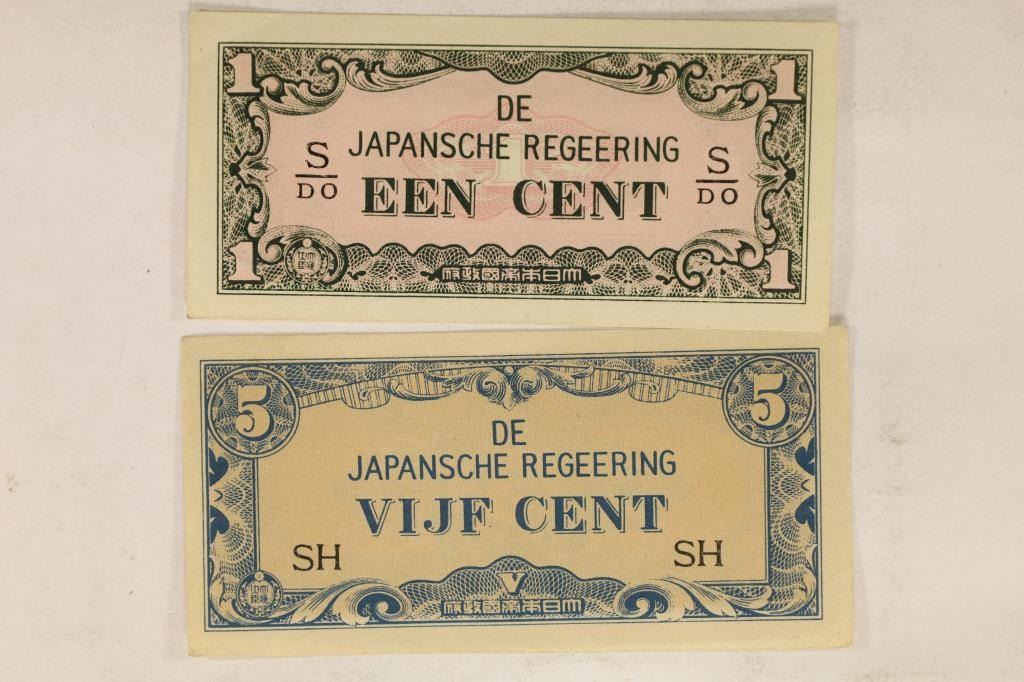 1 1
DE
JAPANSCHE REGEERING
S/DO EEN CENT S/DO
1 1
大日本帝國政府
5 5
DE
JAPANSCHE REGEERING
VIJF CENT
SH SH
V
大日本帝國政府